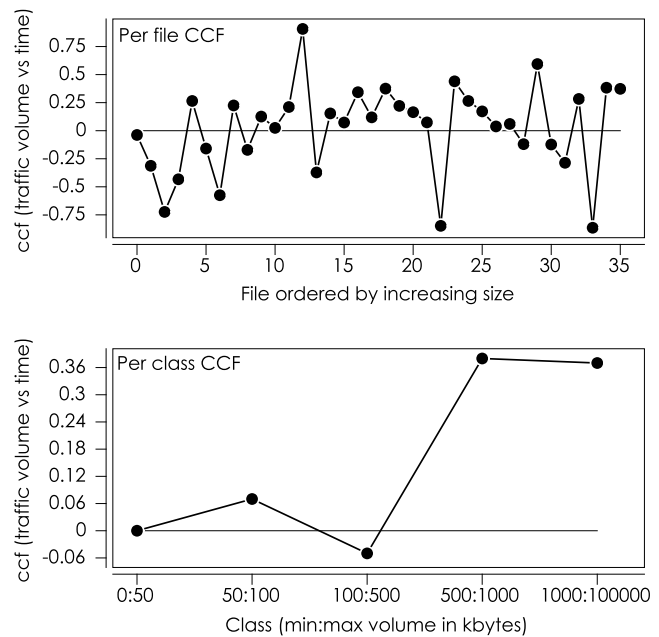 Per file CCF
ccf (traffic volume vs time)
0.75
0.5
0.25
0
-0.25
-0.5
-0.75
0 5 10 15 20 25 30 35
File ordered by increasing size
Per class CCF
ccf (traffic volume vs time)
0.36
0.3
0.24
0.18
0.12
0.06
0
-0.06
0:50 50:100 100:500 500:1000 1000:100000
Class (min:max volume in kbytes)